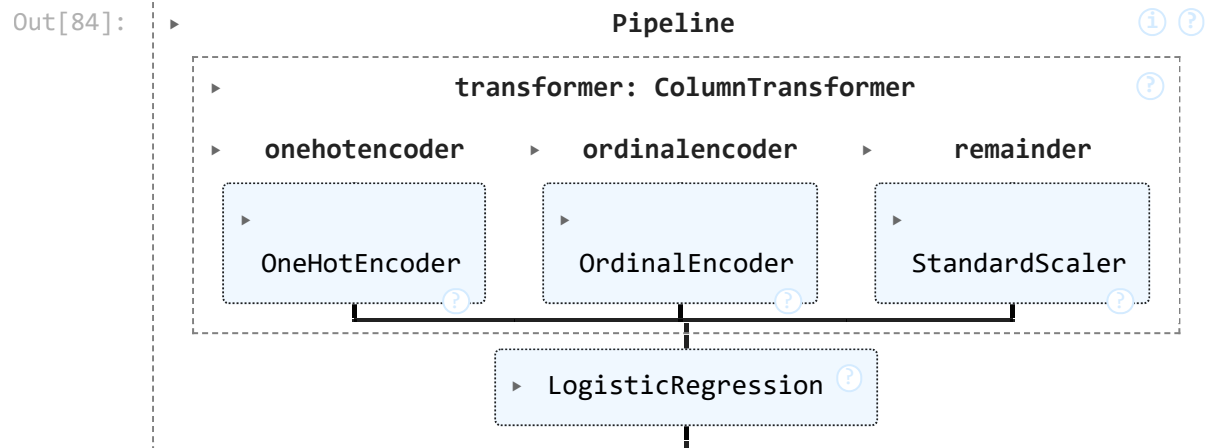 Out[84]:
Pipeline
i ?
transformer: ColumnTransformer
?
onehotencoder ordinalencoder remainder
OneHotEncoder OrdinalEncoder StandardScaler
? ? ?
LogisticRegression ?